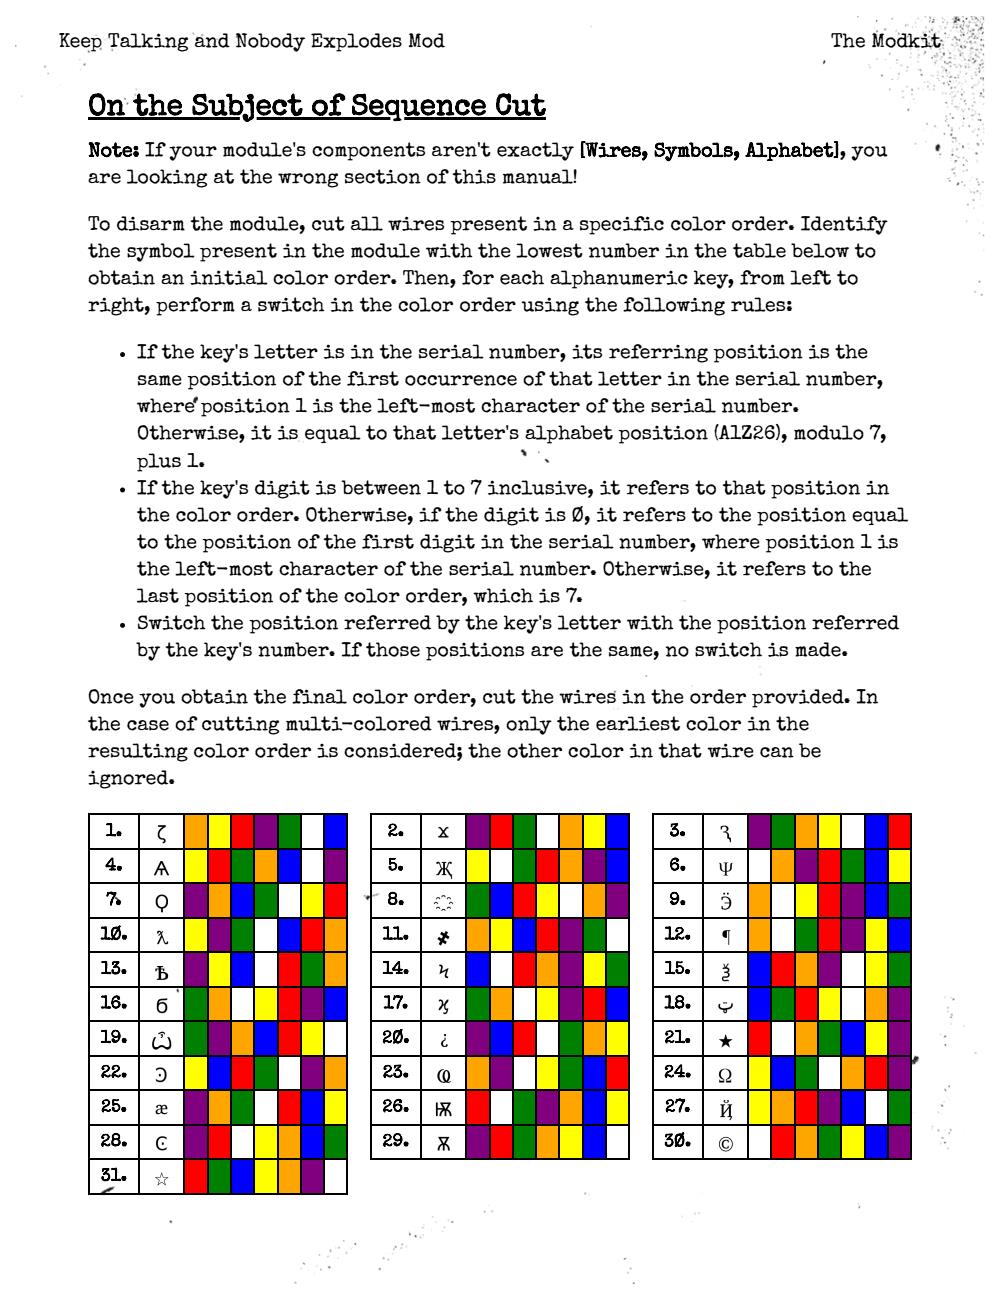 Keep Talking and Nobody Explodes Mod
The Modkit
On the Subject of Sequence Cut
Note: If your module's components aren't exactly [Wires, Symbols, Alphabet], you
are looking at the wrong section of this manual!
To disarm the module, cut all wires present in a specific color order. Identify
the symbol present in the module with the lowest number in the table below to
obtain an initial color order. Then, for each alphanumeric key, from left to
right, perform a switch in the color order using the following rules:
• If the key's letter is in the serial number, its referring position is the
same position of the first occurrence of that letter in the serial number,
where position 1 is the left-most character of the serial number.
Otherwise, it is equal to that letter's alphabet position (A1Z26), modulo 7,
plus 1.
• If the key's digit is between 1 to 7 inclusive, it refers to that position in
the color order. Otherwise, if the digit is 0, it refers to the position equal
to the position of the first digit in the serial number, where position 1 is
the left-most character of the serial number. Otherwise, it refers to the
last position of the color order, which is 7.
• Switch the position referred by the key's letter with the position referred
by the key's number. If those positions are the same, no switch is made.
Once you obtain the final color order, cut the wires in the order provided. In
the case of cutting multi-colored wires, only the earliest color in the
resulting color order is considered; the other color in that wire can be
ignored.
1. ζ 2. ϰ 3. Ԇ
4. Ѧ 5. Җ 6. Ψ
7. Ϙ 8. ҈ 9. Ӭ
10. ƛ 11. ҂ 12. ¶
13. Ѣ 14. Ϟ 15. Ѯ
16. б 17. ϗ 18. ټ
19. Ѽ 20. ¿ 21. ★
22. Ͽ 23. Ҩ 24. Ω
25. æ 26. Ѭ 27. Ҋ
28. Ͼ 29. Ѫ 30. ©
31. ☆